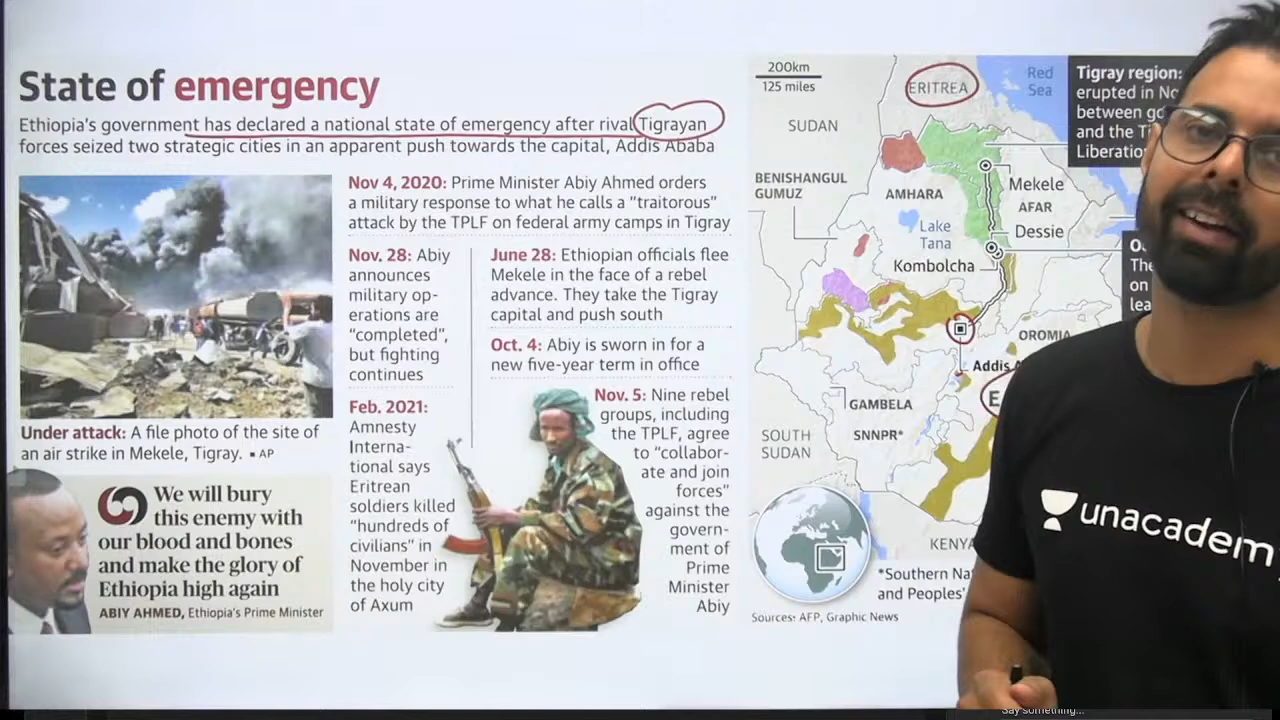 State of emergency
Ethiopia's government has declared a national state of emergency after rival Tigrayan
forces seized two strategic cities in an apparent push towards the capital, Addis Ababa
Under attack: A file photo of the site of
an air strike in Mekele, Tigray. ▪ AP
We will bury
this enemy with
our blood and bones
and make the glory of
Ethiopia high again
ABIY AHMED, Ethiopia's Prime Minister
Nov 4, 2020: Prime Minister Abiy Ahmed orders
a military response to what he calls a "traitorous"
attack by the TPLF on federal army camps in Tigray
Nov. 28: Abiy
announces
military op-
erations are
"completed",
but fighting
continues
Feb. 2021:
Amnesty
Interna-
tional says
Eritrean
soldiers killed
"hundreds of
civilians" in
November in
the holy city
of Axum
June 28: Ethiopian officials flee
Mekele in the face of a rebel
advance. They take the Tigray
capital and push south
Oct. 4: Abiy is sworn in for a
new five-year term in office
Nov. 5: Nine rebel
groups, including
the TPLF, agree
to "collabor-
ate and join
forces"
against the
govern-
ment of
Prime
Minister
Abiy
200km
125 miles
ERITREA
Red
Sea
SUDAN
BENISHANGUL
GUMUZ
AMHARA
Mekele
AFAR
Lake
Tana
Dessie
Kombolcha
OROMIA
Addis
E
GAMBELA
SNNPR*
SOUTH
SUDAN
KENYA
*Southern Nat
and Peoples'
Sources: AFP, Graphic News
Tigray region:
erupted in No
between go
and the Ti
Liberation
The
on
lea
unacadem
Say something...